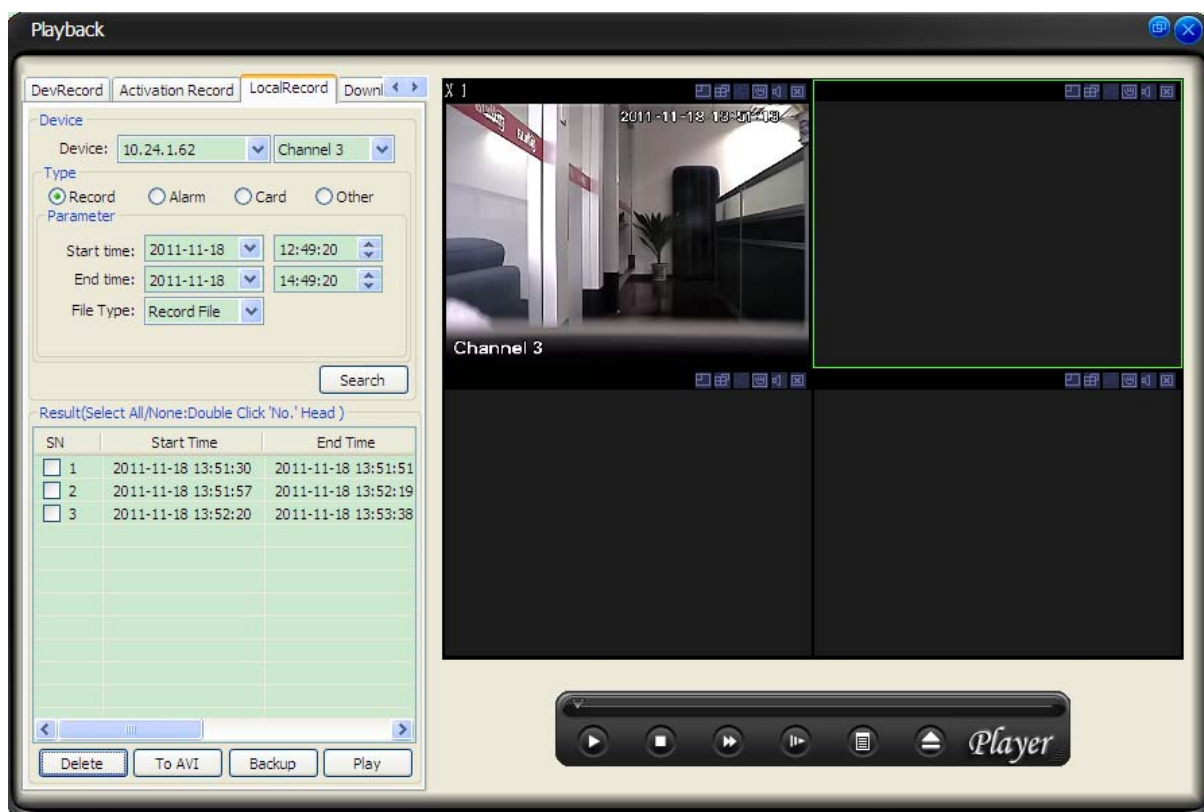 Playback
DevRecord Activation Record LocalRecord Downl
Device
Device: 10.24.1.62 Channel 3
Type
Record Alarm Card Other
Parameter
Start time: 2011-11-18 12:49:20
End time: 2011-11-18 14:49:20
File Type: Record File
Search
Result(Select All/None:Double Click 'No.' Head )
SN Start Time End Time
1 2011-11-18 13:51:30 2011-11-18 13:51:51
2 2011-11-18 13:51:57 2011-11-18 13:52:19
3 2011-11-18 13:52:20 2011-11-18 13:53:38
Delete To AVI Backup Play
X 1
2011-11-18
Channel 3
Player